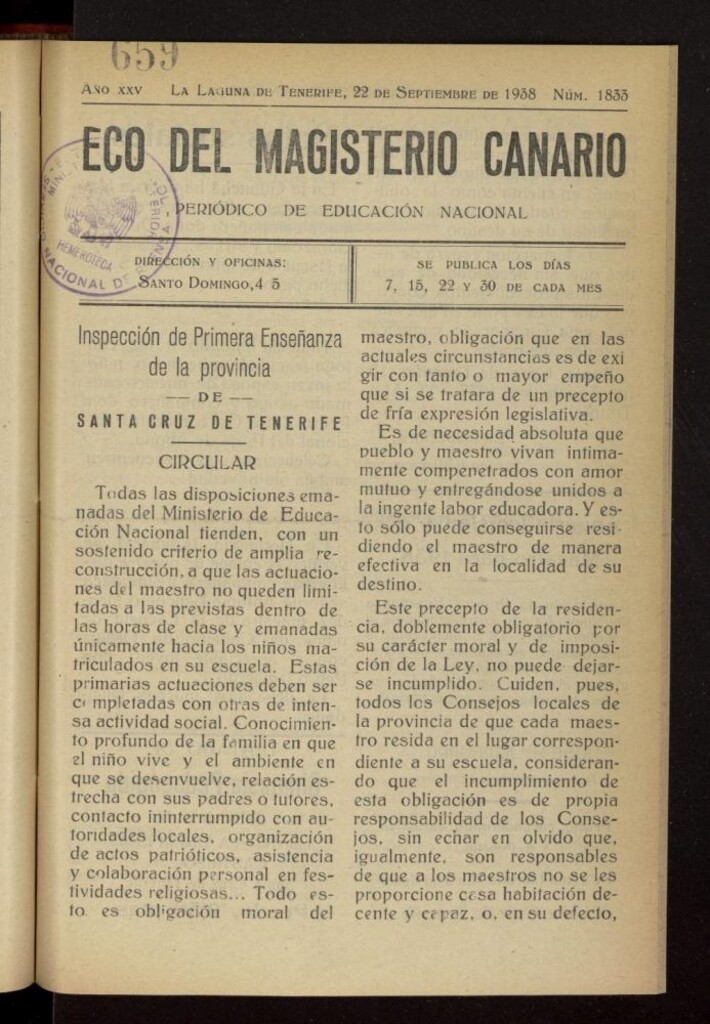 659
AÑO XXV LA LAGUNA DE TENERIFE, 22 DE SEPTIEMBRE DE 1938 NÚM. 1833
ECO DEL MAGISTERIO CANARIO
PERIÓDICO DE EDUCACIÓN NACIONAL
DIRECCIÓN Y OFICINAS:
SANTO DOMINGO, 4 5
SE PUBLICA LOS DÍAS
7, 15, 22 Y 30 DE CADA MES
HEMEROTECA
NACIONAL
Inspección de Primera Enseñanza
de la provincia
— DE —
SANTA CRUZ DE TENERIFE
CIRCULAR
Todas las disposiciones ema-
nadas del Ministerio de Educa-
ción Nacional tienden, con un
sostenido criterio de amplia re-
construcción, a que las actuacio-
nes del maestro no queden limi-
tadas a las previstas dentro de
las horas de clase y emanadas
únicamente hacia los niños ma-
triculados en su escuela. Estas
primarias actuaciones deben ser
completadas con otras de inten-
sa actividad social. Conocimien-
to profundo de la familia en que
el niño vive y el ambiente en
que se desenvuelve, relación es-
trecha con sus padres o tutores,
contacto ininterrumpido con au-
toridades locales, organización
de actos patrióticos, asistencia
y colaboración personal en fes-
tividades religiosas... Todo es-
to es obligación moral del
maestro, obligación que en las
actuales circunstancias es de exi
gir con tanto o mayor empeño
que si se tratara de un precepto
de fría expresión legislativa.
Es de necesidad absoluta que
pueblo y maestro vivan intima-
mente compenetrados con amor
mutuo y entregándose unidos a
la ingente labor educadora. Y es-
to sólo puede conseguirse resi-
diendo el maestro de manera
efectiva en la localidad de su
destino.
Este precepto de la residen-
cia, doblemente obligatorio por
su carácter moral y de imposi-
ción de la Ley, no puede dejar-
se incumplido. Cuiden, pues,
todos los Consejos locales de
la provincia de que cada maes-
tro resida en el lugar correspon-
diente a su escuela, consideran-
do que el incumplimiento de
esta obligación es de propia
responsabilidad de los Conse-
jos, sin echar en olvido que,
igualmente, son responsables
de que a los maestros no se les
proporcione casa habitación de-
cente y capaz, o, en su defecto,